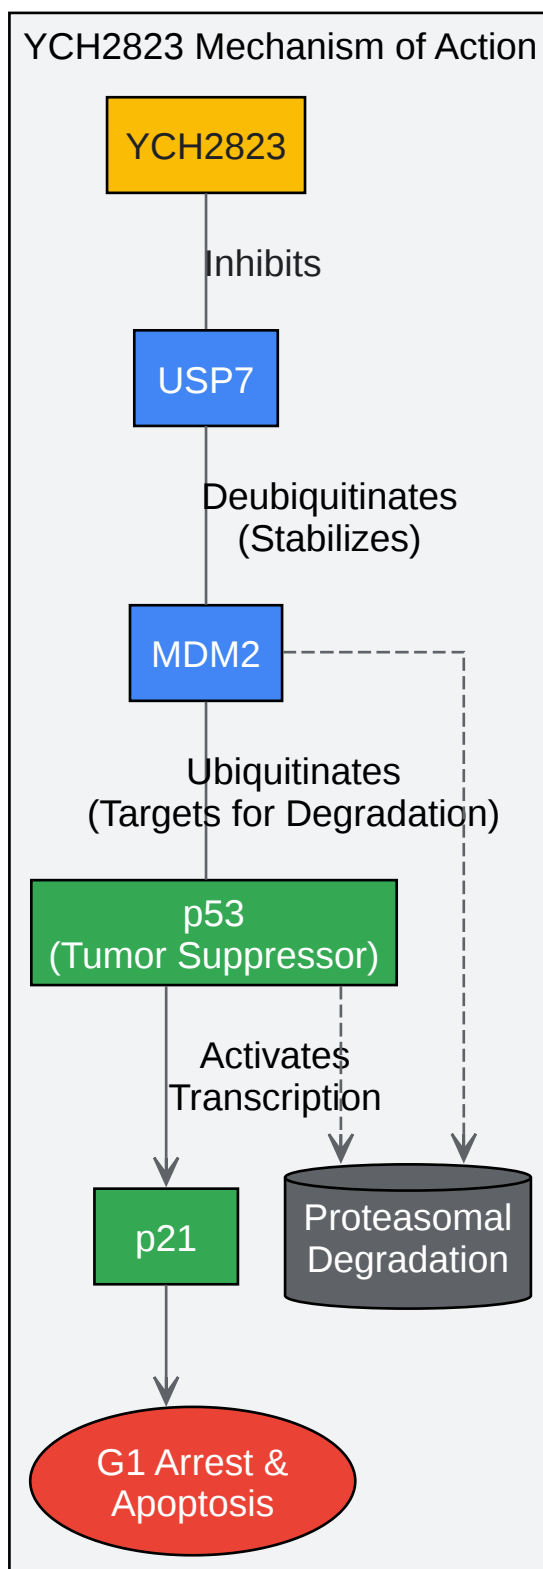 YCH2823 Mechanism of Action
YCH2823
Inhibits
USP7
Deubiquitinates
(Stabilizes)
MDM2
Ubiquitinates
(Targets for Degradation)
p53
(Tumor Suppressor)
Activates
Transcription
p21
Proteasomal
Degradation
G1 Arrest &
Apoptosis